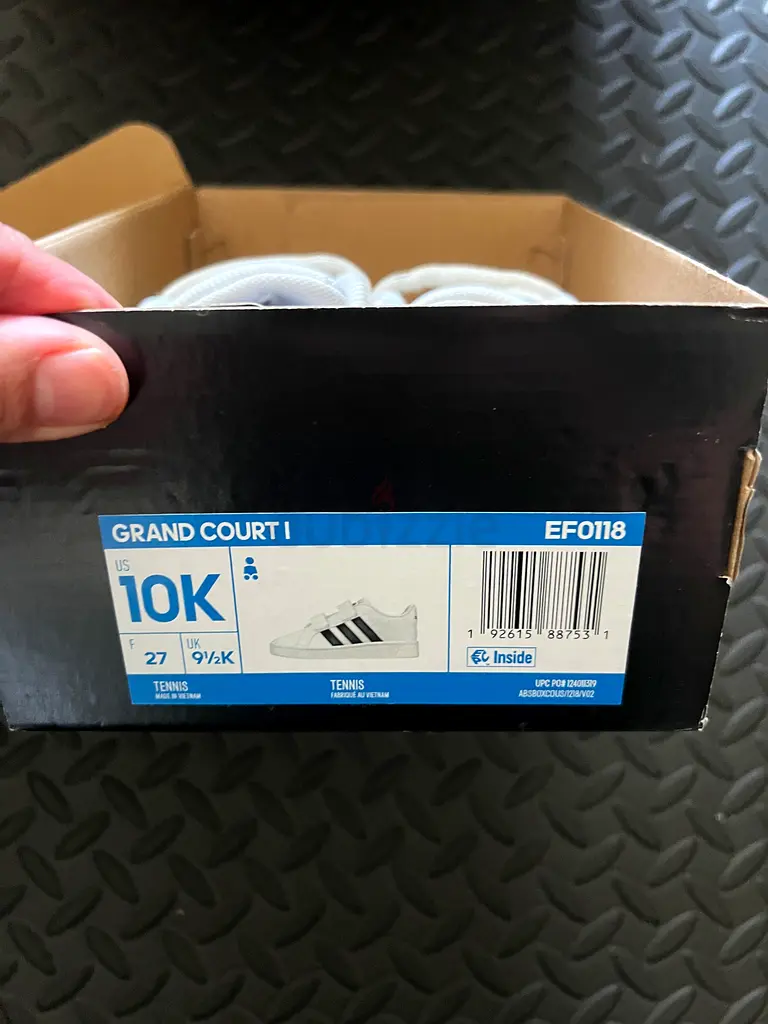 GRAND COURT I EF0118
US
10K
F
27
UK
9½K
1 92615 88753 1
Inside
TENNIS
MADE IN VIETNAM
TENNIS
FABRIQUÉ AU VIETNAM
UPC PO# 
ABSBOXCOUS/1218/V02
dubizzle